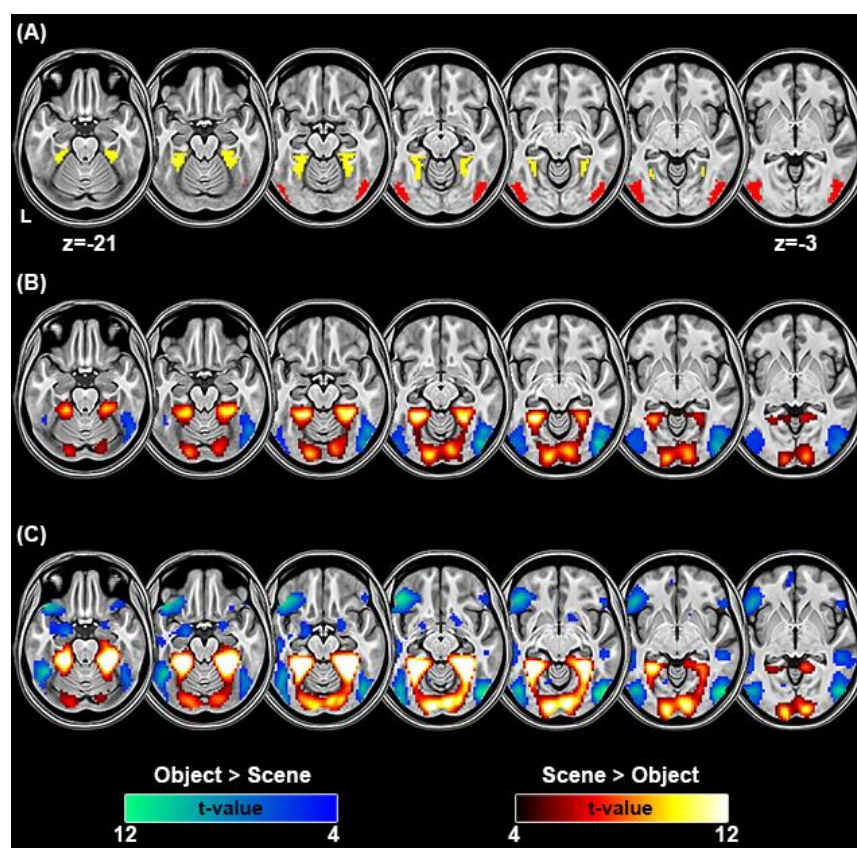 (A)
L
z=-21 z=-3
(B)
(C)
Object > Scene Scene > Object
t-value t-value
12 4 4 12